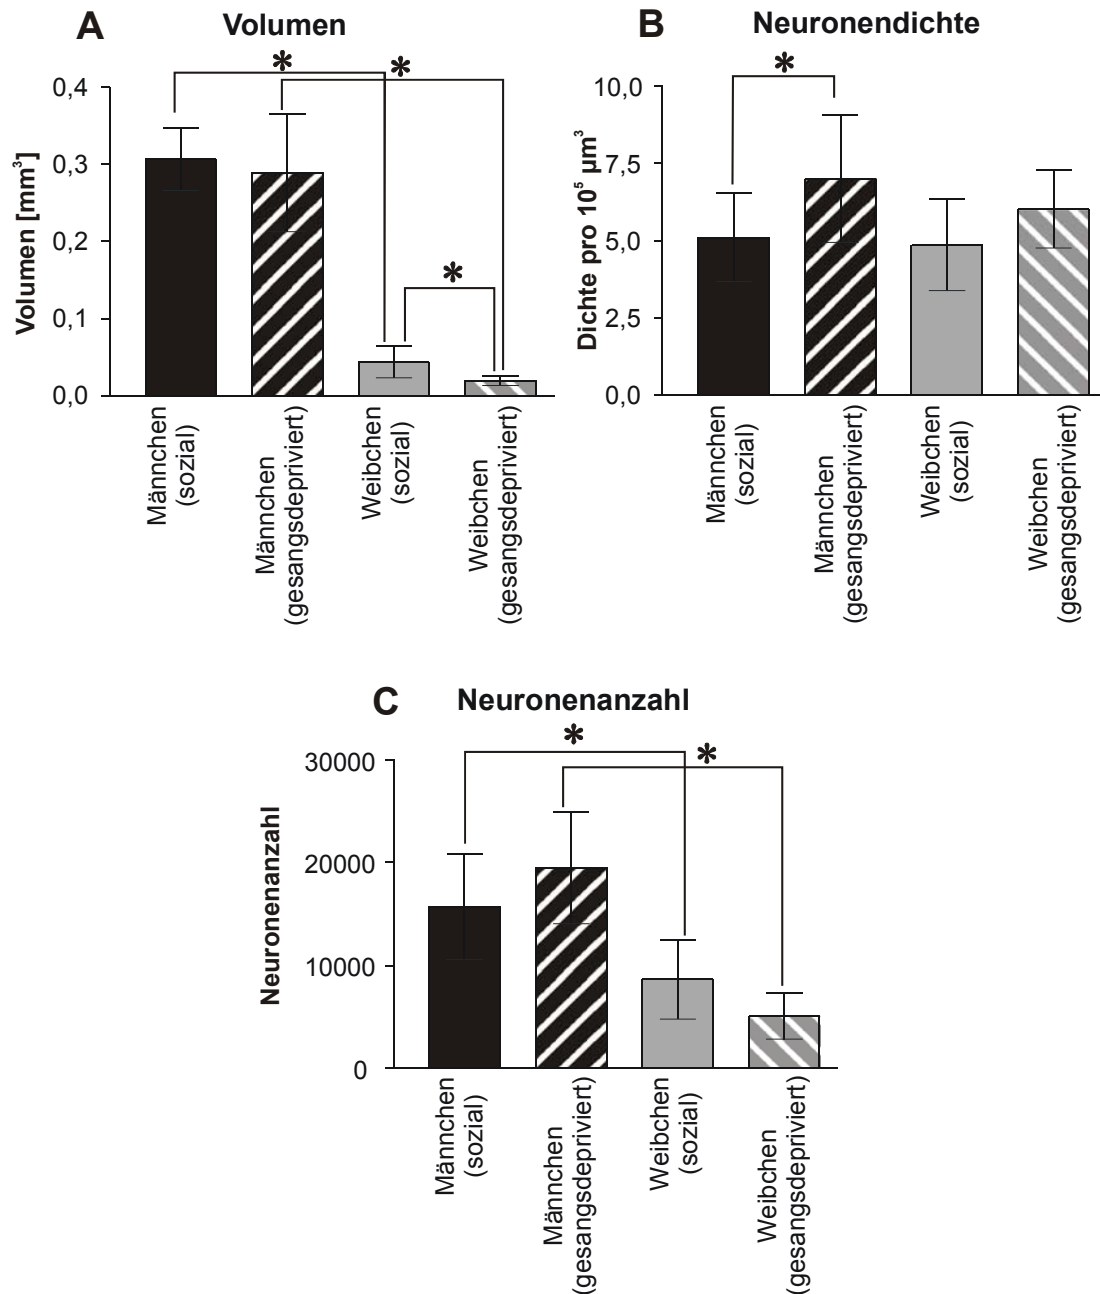 A Volumen
*
*
0,4
0,3
0,2
0,1
0,0
Volumen [mm³]
*
Männchen
(sozial)
Männchen
(gesangsdepriviert)
Weibchen
(sozial)
Weibchen
(gesangsdepriviert)
B Neuronendichte
*
10,0
7,5
5,0
2,5
0,0
Dichte pro 10⁵ µm³
Männchen
(sozial)
Männchen
(gesangsdepriviert)
Weibchen
(sozial)
Weibchen
(gesangsdepriviert)
C Neuronenanzahl
*
*
30000
20000
10000
0
Neuronenanzahl
Männchen
(sozial)
Männchen
(gesangsdepriviert)
Weibchen
(sozial)
Weibchen
(gesangsdepriviert)